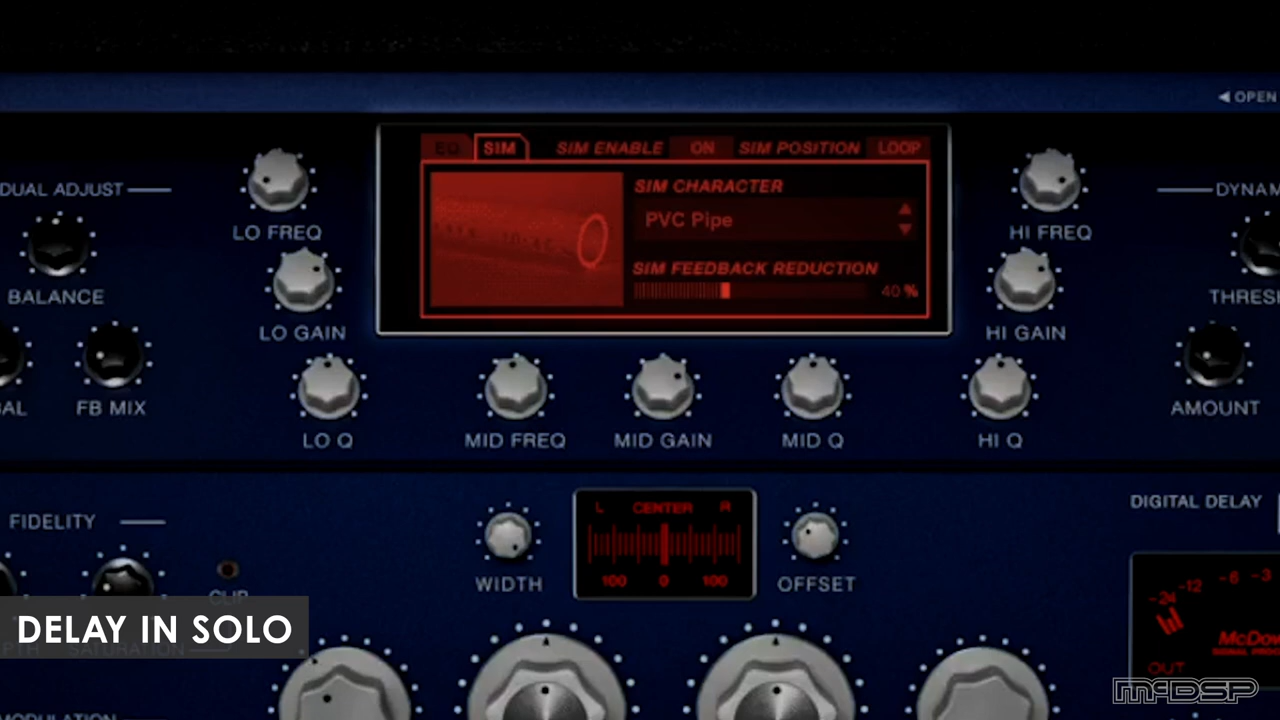 OPEN
EQ SIM SIM ENABLE ON SIM POSITION LOOP
SIM CHARACTER
PVC Pipe
SIM FEEDBACK REDUCTION
40 %
DUAL ADJUST
BALANCE
FB MIX
LO FREQ
LO GAIN
LO Q
MID FREQ
MID GAIN
MID Q
HI FREQ
HI GAIN
HI Q
DYNAM
THRES
AMOUNT
FIDELITY
CLIP
SATURATION
WIDTH
L CENTER R
100 0 100
OFFSET
DIGITAL DELAY
-24 -12 -6 -3
OUT
McDow
DELAY IN SOLO
MODULATION
McDSP